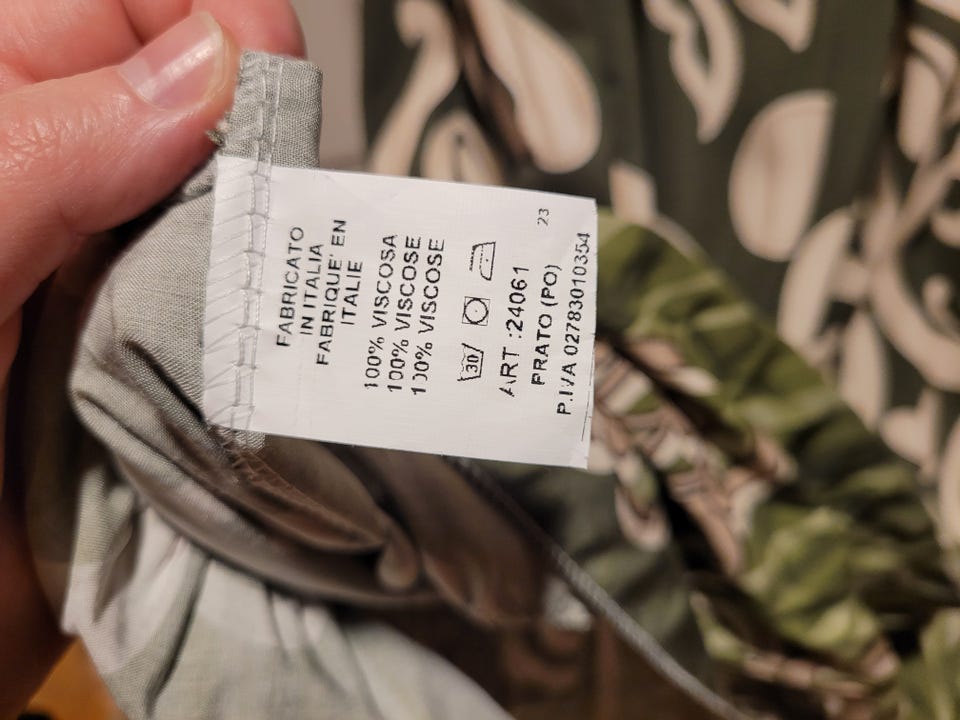 FABRICATO
IN ITALIA
FABRIQUE' EN
ITALIE
100% VISCOSA
100% VISCOSE
100% VISCOSE
30
ART :24061
PRATO (PO)
P.IVA 02783010354
23